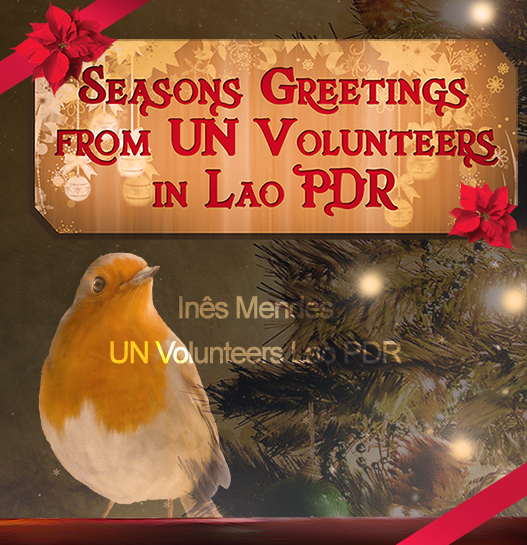 Seasons Greetings
from UN Volunteers
in Lao PDR
Inês Mendes
UN Volunteers Lao PDR